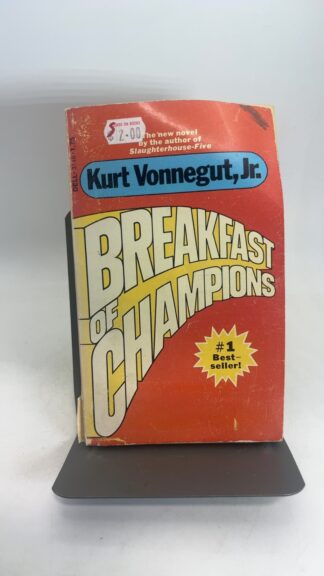 2.00
The new novel
by the author of
Slaughterhouse-Five
Kurt Vonnegut, Jr.
BREAKFAST
OF
CHAMPIONS
#1
Best-
seller!
DELL